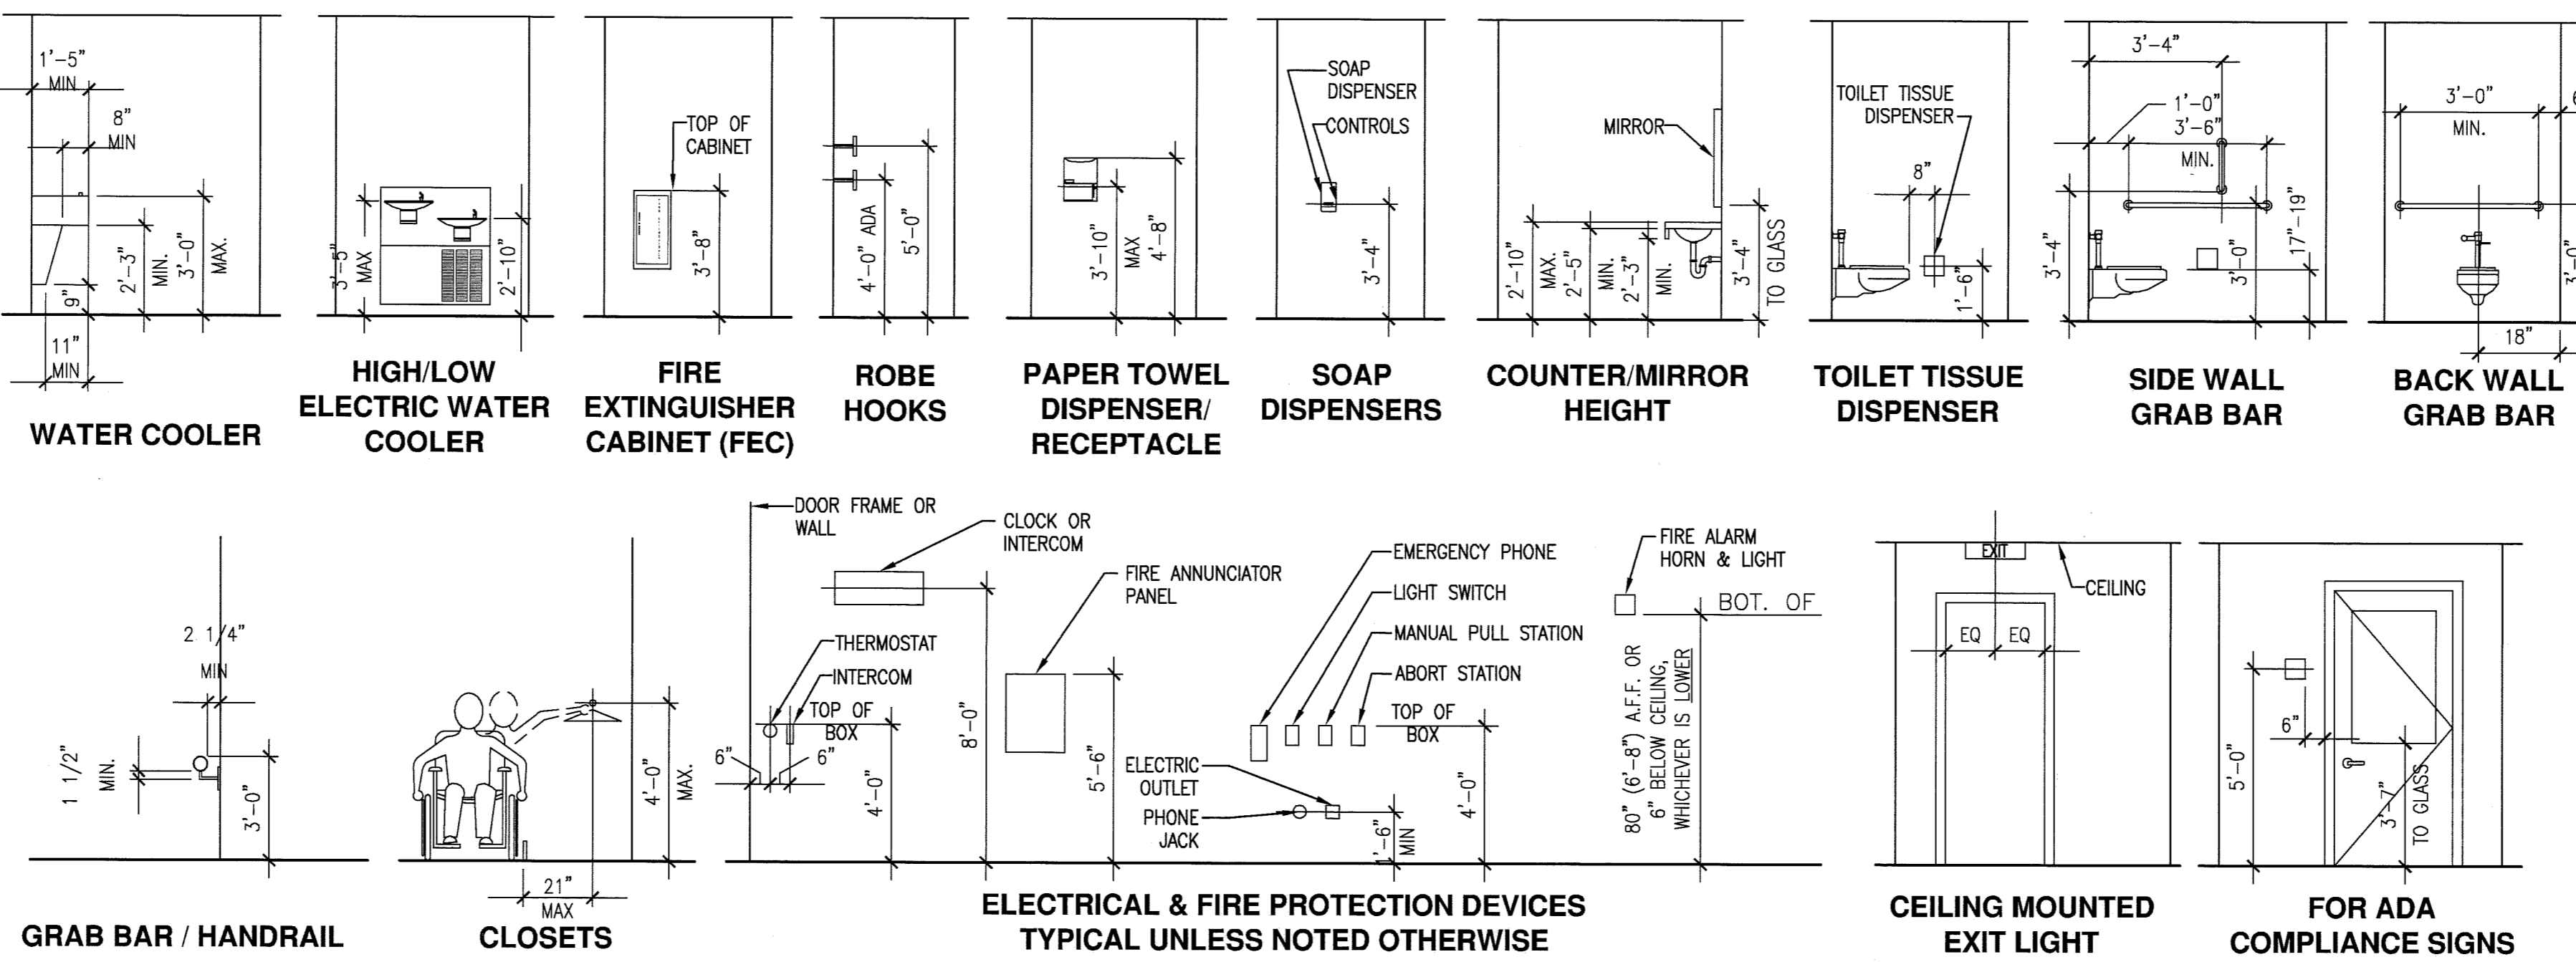 1'-5"
MIN.
8"
MIN
2'-3"
MIN.
3'-0"
MAX.
9"
11"
MIN
WATER COOLER
3'-5"
MAX
2'-10"
HIGH/LOW
ELECTRIC WATER
COOLER
TOP OF
CABINET
3'-8"
FIRE
EXTINGUISHER
CABINET (FEC)
4'-0" ADA
5'-0"
ROBE
HOOKS
3'-10"
MAX
4'-8"
PAPER TOWEL
DISPENSER/
RECEPTACLE
SOAP
DISPENSER
CONTROLS
3'-4"
SOAP
DISPENSERS
MIRROR
2'-10"
MAX.
2'-5"
MIN.
2'-3"
MIN.
3'-4"
TO GLASS
COUNTER/MIRROR
HEIGHT
TOILET TISSUE
DISPENSER
8"
1'-6"
TOILET TISSUE
DISPENSER
3'-4"
1'-0"
3'-6"
MIN.
3'-4"
3'-0"
17"-19"
SIDE WALL
GRAB BAR
3'-0"
MIN.
3'-0"
18"
BACK WALL
GRAB BAR
2 1/4"
MIN
1 1/2"
MIN.
3'-0"
GRAB BAR / HANDRAIL
4'-0"
MAX.
21"
MAX
CLOSETS
DOOR FRAME OR
WALL
CLOCK OR
INTERCOM
FIRE ANNUNCIATOR
PANEL
THERMOSTAT
INTERCOM
TOP OF
BOX
6"
6"
4'-0"
8'-0"
5'-6"
EMERGENCY PHONE
LIGHT SWITCH
MANUAL PULL STATION
ABORT STATION
TOP OF
BOX
ELECTRIC
OUTLET
PHONE
JACK
1'-6"
MIN
4'-0"
FIRE ALARM
HORN & LIGHT
BOT. OF
80" (6'-8") A.F.F. OR
6" BELOW CEILING,
WHICHEVER IS LOWER
ELECTRICAL & FIRE PROTECTION DEVICES
TYPICAL UNLESS NOTED OTHERWISE
EXIT
CEILING
EQ EQ
CEILING MOUNTED
EXIT LIGHT
6"
5'-0"
3'-7"
TO GLASS
FOR ADA
COMPLIANCE SIGNS